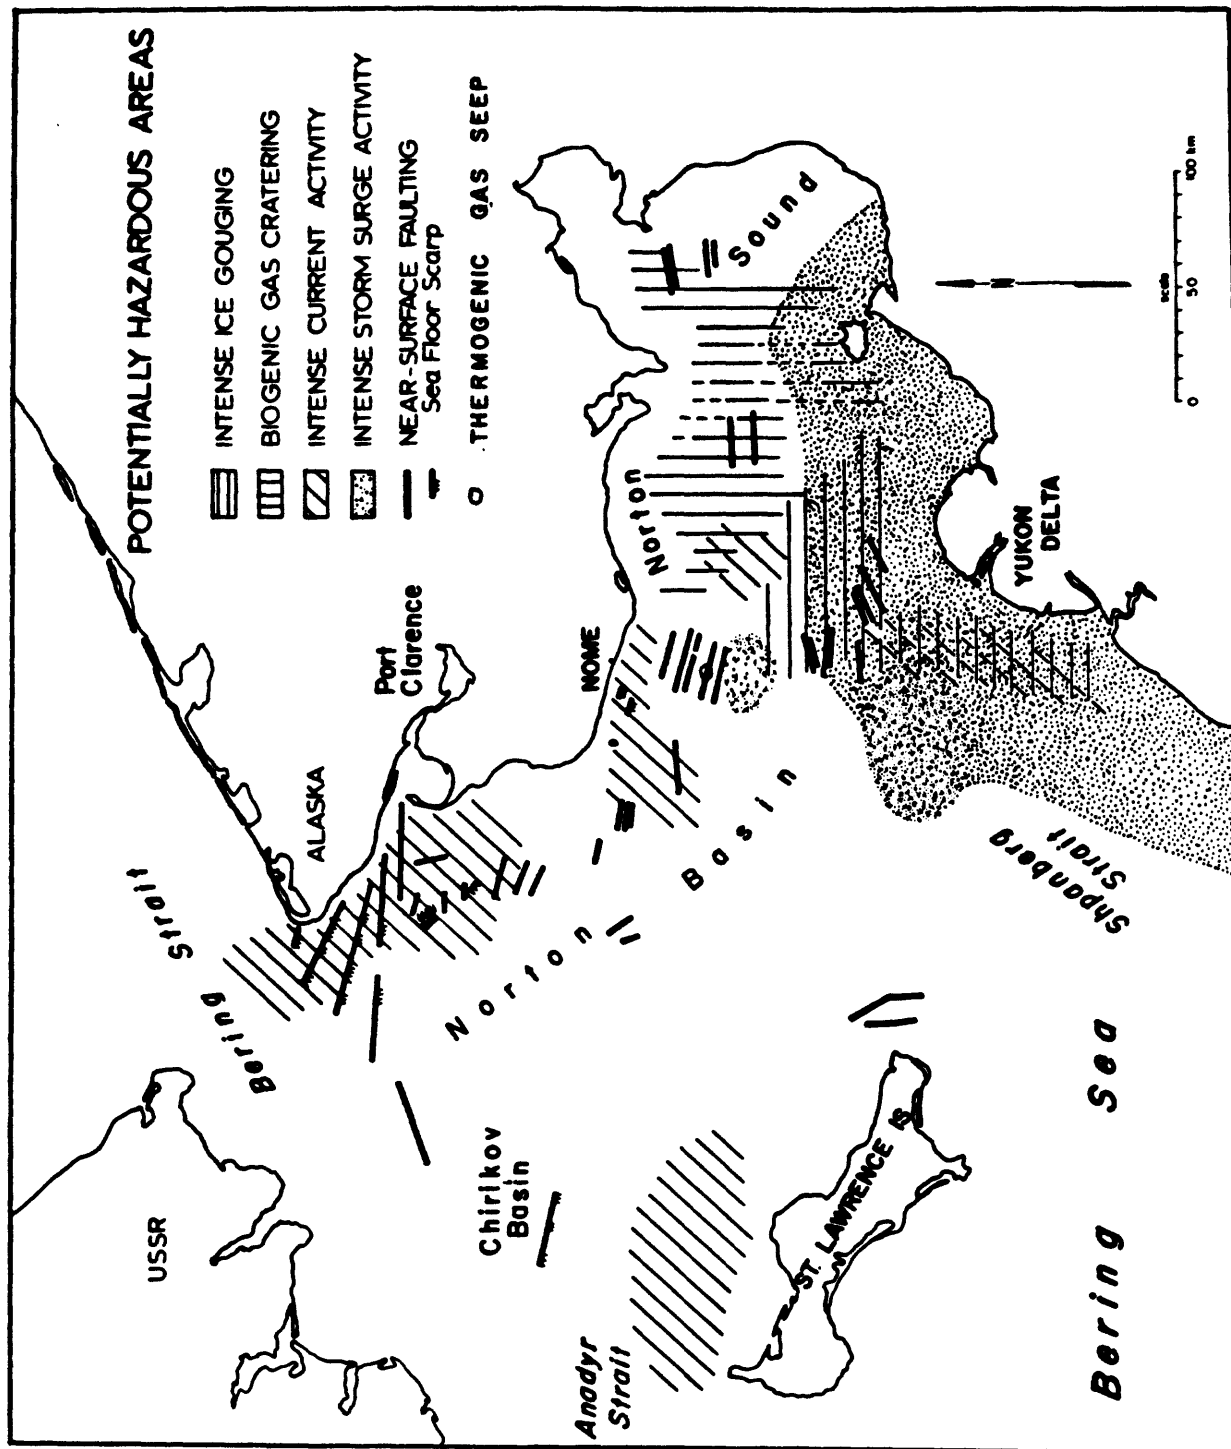 POTENTIALLY HAZARDOUS AREAS
INTENSE ICE GOUGING
BIOGENIC GAS CRATERING
INTENSE CURRENT ACTIVITY
INTENSE STORM SURGE ACTIVITY
NEAR-SURFACE FAULTING
Sea Floor Scarp
THERMOGENIC GAS SEEP
USSR
Bering Strait
ALASKA
Port
Clarence
NOME
Norton Sound
Chirikov
Basin
Norton Basin
Anadyr
Strait
ST. LAWRENCE IS
Shpanberg
Strait
YUKON
DELTA
Bering Sea
N
scale
0 50 100 km